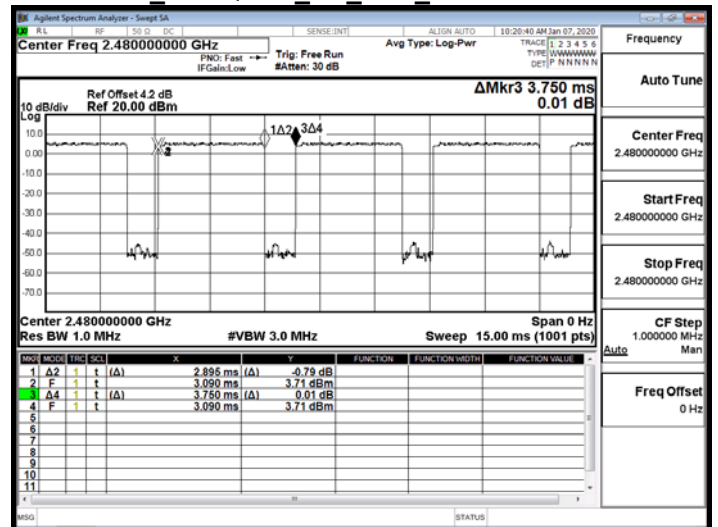 Agilent Spectrum Analyzer - Swept SA
RL RF 50 Ω DC SENSE:INT ALIGN AUTO 10:20:40 AM Jan 07, 2020
Center Freq 2.480000000 GHz
PNO: Fast
IFGain:Low
Trig: Free Run
#Atten: 30 dB
Avg Type: Log-Pwr
TRACE 1 2 3 4 5 6
TYPE WWWWWW
DET P N N N N N
Frequency
Auto Tune
Center Freq
2.480000000 GHz
Start Freq
2.480000000 GHz
Stop Freq
2.480000000 GHz
CF Step
1.000000 MHz
Auto Man
Freq Offset
0 Hz
ΔMkr3 3.750 ms
0.01 dB
Ref Offset 4.2 dB
10 dB/div Ref 20.00 dBm
Log
10.0
0.00
-10.0
-20.0
-30.0
-40.0
-50.0
-60.0
-70.0
1Δ2 3Δ4
2
Center 2.480000000 GHz Span 0 Hz
Res BW 1.0 MHz #VBW 3.0 MHz Sweep 15.00 ms (1001 pts)
MKR MODE TRC SCL X Y FUNCTION FUNCTION WIDTH FUNCTION VALUE
1 Δ2 1 t (Δ) 2.895 ms (Δ) -0.79 dB
2 F 1 t 3.090 ms 3.71 dBm
3 Δ4 1 t (Δ) 3.750 ms (Δ) 0.01 dB
4 F 1 t 3.090 ms 3.71 dBm
5
6
7
8
9
10
11
MSG STATUS